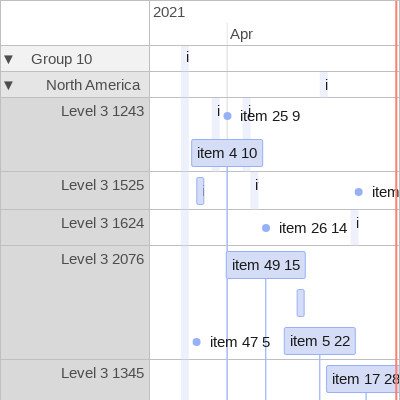 2021
Apr
▼ Group 10 i
▼ North America i
Level 3 1243 i item 25 9 i
item 4 10
Level 3 1525 i item
Level 3 1624 item 26 14 i
Level 3 2076 item 49 15
item 47 5 item 5 22
Level 3 1345 item 17 28